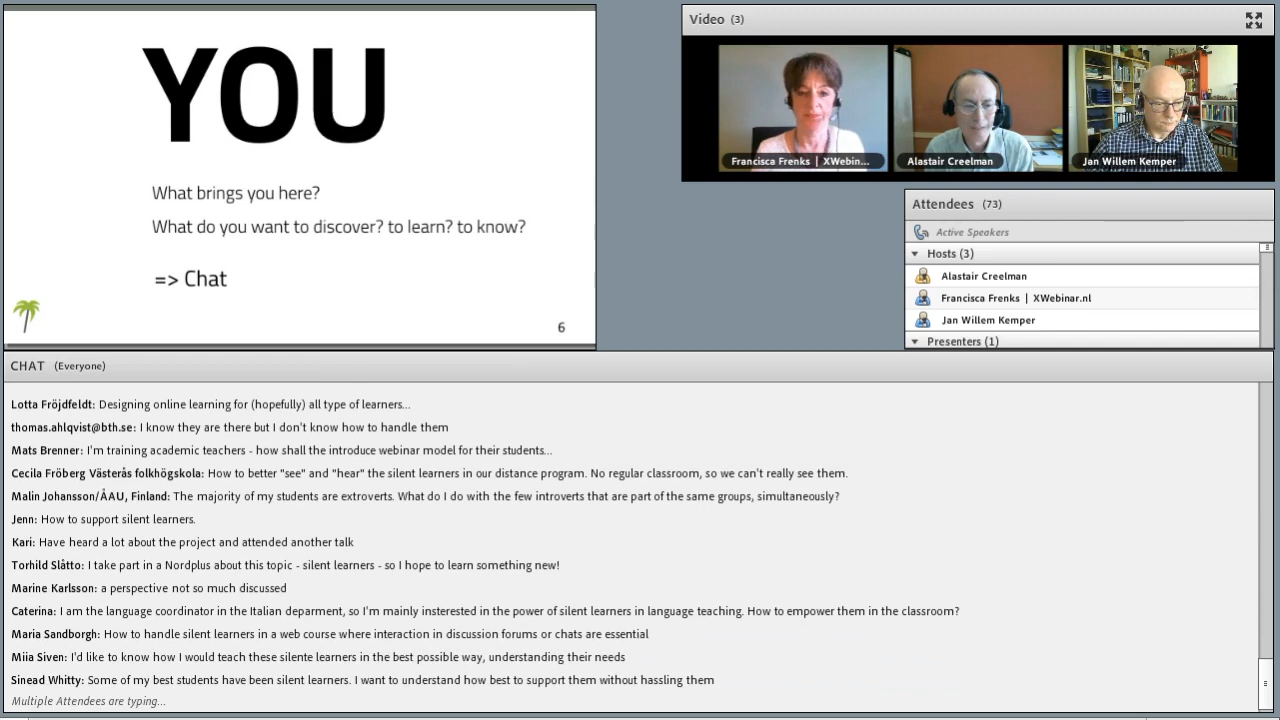 YOU
What brings you here?
What do you want to discover? to learn? to know?
=> Chat
6
Video (3)
Francisca Frenks | XWebin...
Alastair Creelman
Jan Willem Kemper
Attendees (73)
Active Speakers
Hosts (3)
Alastair Creelman
Francisca Frenks | XWebinar.nl
Jan Willem Kemper
Presenters (1)
CHAT (Everyone)
Lotta Fröjdfeldt: Designing online learning for (hopefully) all type of learners...
thomas.ahlqvist@bth.se: I know they are there but I don't know how to handle them
Mats Brenner: I'm training academic teachers - how shall the introduce webinar model for their students...
Cecila Fröberg Västerås folkhögskola: How to better "see" and "hear" the silent learners in our distance program. No regular classroom, so we can't really see them.
Malin Johansson/ÅAU, Finland: The majority of my students are extroverts. What do I do with the few introverts that are part of the same groups, simultaneously?
Jenn: How to support silent learners.
Kari: Have heard a lot about the project and attended another talk
Torhild Slåtto: I take part in a Nordplus about this topic - silent learners - so I hope to learn something new!
Marine Karlsson: a perspective not so much discussed
Caterina: I am the language coordinator in the Italian deparment, so I'm mainly insterested in the power of silent learners in language teaching. How to empower them in the classroom?
Maria Sandborgh: How to handle silent learners in a web course where interaction in discussion forums or chats are essential
Miia Siven: I'd like to know how I would teach these silente learners in the best possible way, understanding their needs
Sinead Whitty: Some of my best students have been silent learners. I want to understand how best to support them without hassling them
Multiple Attendees are typing...